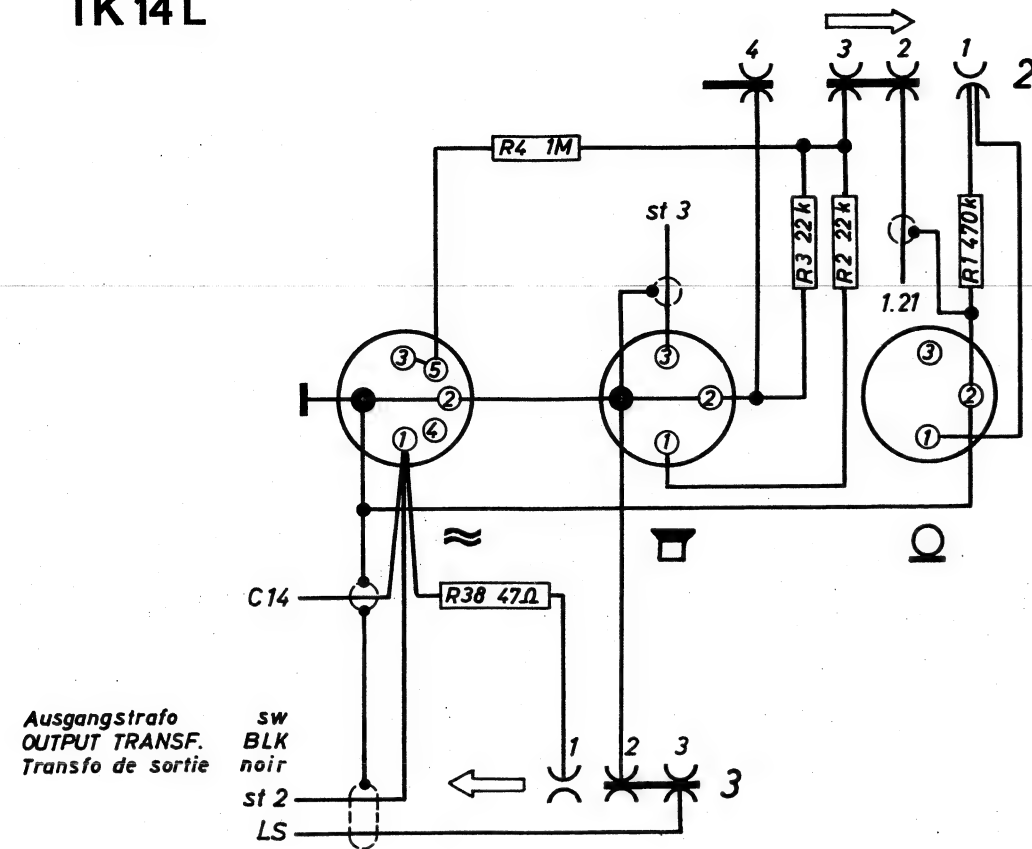 TK 14 L
4 3 2 1 2
R4 1M
st 3
R3 22 k
R2 22 k
R1 470k
1.21
3 5 2 4 1
3 2 1
3 2 1
C14
R38 47Ω
Ausgangstrafo sw
OUTPUT TRANSF. BLK
Transfo de sortie noir
1 2 3 3
st 2
LS